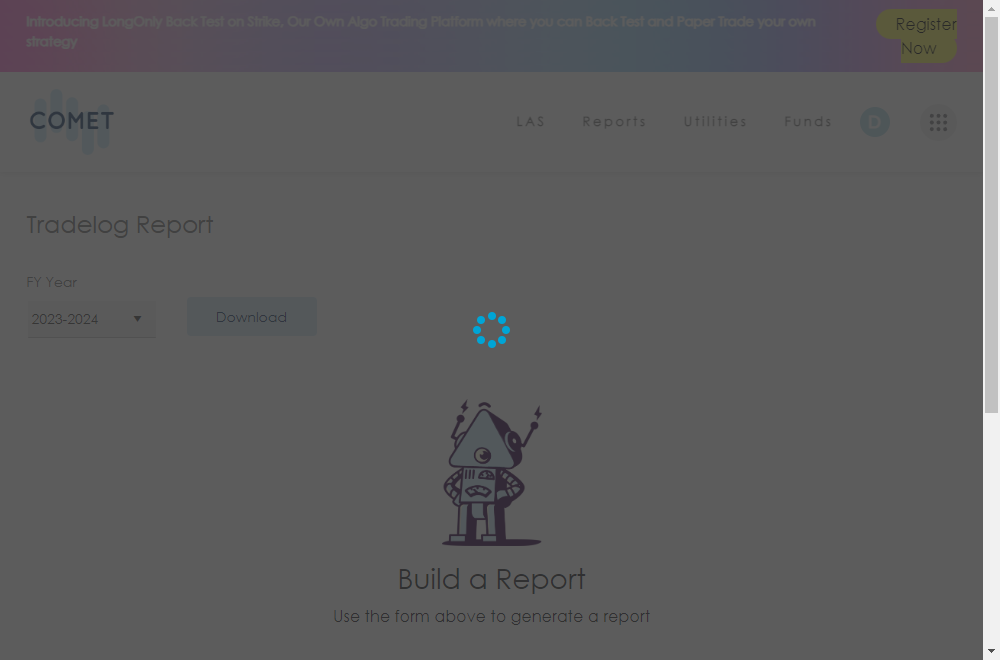 Introducing LongOnly Back Test on Strike, Our Own Algo Trading Platform where you can Back Test and Paper Trade your own
strategy
Register
Now
COMET
LAS
Reports
Utilities
Funds
D
Tradelog Report
FY Year
2023-2024
Download
Build a Report
Use the form above to generate a report